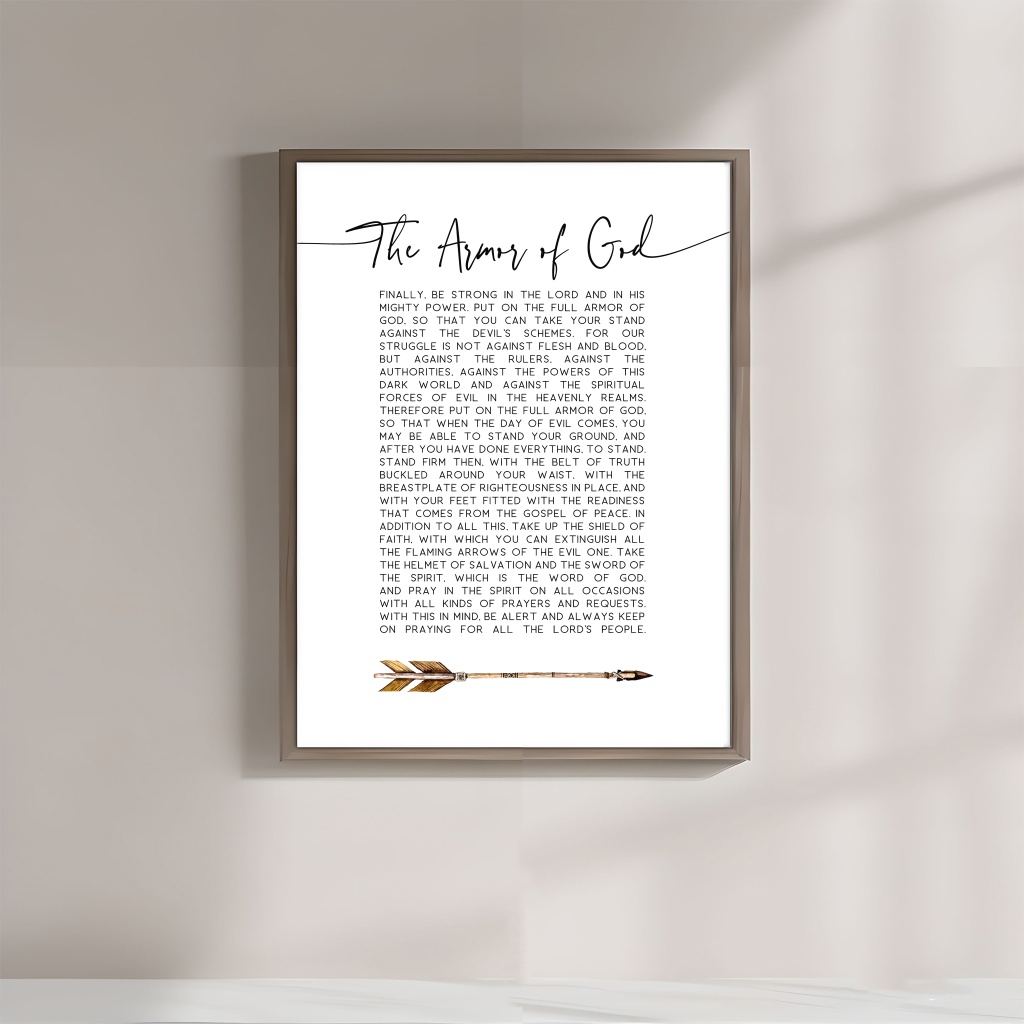 The Armor of God
FINALLY, BE STRONG IN THE LORD AND IN HIS
MIGHTY POWER. PUT ON THE FULL ARMOR OF
GOD, SO THAT YOU CAN TAKE YOUR STAND
AGAINST THE DEVIL'S SCHEMES. FOR OUR
STRUGGLE IS NOT AGAINST FLESH AND BLOOD,
BUT AGAINST THE RULERS, AGAINST THE
AUTHORITIES, AGAINST THE POWERS OF THIS
DARK WORLD AND AGAINST THE SPIRITUAL
FORCES OF EVIL IN THE HEAVENLY REALMS.
THEREFORE PUT ON THE FULL ARMOR OF GOD,
SO THAT WHEN THE DAY OF EVIL COMES, YOU
MAY BE ABLE TO STAND YOUR GROUND, AND
AFTER YOU HAVE DONE EVERYTHING, TO STAND.
STAND FIRM THEN, WITH THE BELT OF TRUTH
BUCKLED AROUND YOUR WAIST, WITH THE
BREASTPLATE OF RIGHTEOUSNESS IN PLACE, AND
WITH YOUR FEET FITTED WITH THE READINESS
THAT COMES FROM THE GOSPEL OF PEACE. IN
ADDITION TO ALL THIS, TAKE UP THE SHIELD OF
FAITH, WITH WHICH YOU CAN EXTINGUISH ALL
THE FLAMING ARROWS OF THE EVIL ONE. TAKE
THE HELMET OF SALVATION AND THE SWORD OF
THE SPIRIT, WHICH IS THE WORD OF GOD.
AND PRAY IN THE SPIRIT ON ALL OCCASIONS
WITH ALL KINDS OF PRAYERS AND REQUESTS.
WITH THIS IN MIND, BE ALERT AND ALWAYS KEEP
ON PRAYING FOR ALL THE LORD'S PEOPLE.